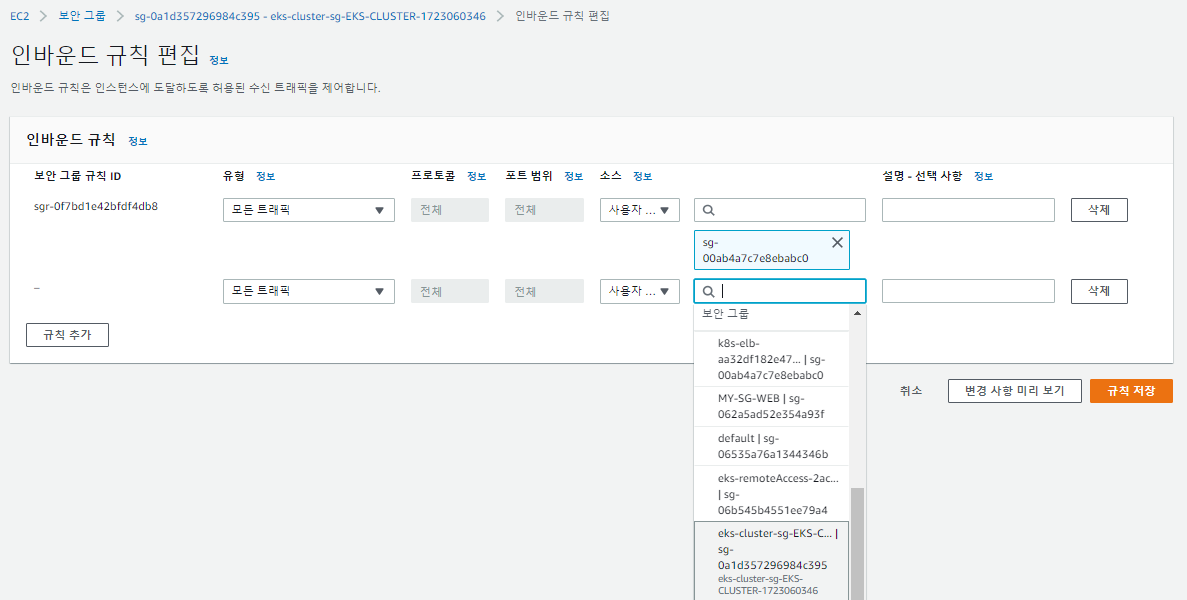 EC2 > 보안 그룹 > sg-0a1d357296984c395 - eks-cluster-sg-EKS-CLUSTER-1723060346 > 인바운드 규칙 편집
인바운드 규칙 편집 정보
인바운드 규칙은 인스턴스에 도달하도록 허용된 수신 트래픽을 제어합니다.
인바운드 규칙 정보
보안 그룹 규칙 ID 유형 정보 프로토콜 정보 포트 범위 정보 소스 정보 설명 - 선택 사항 정보
sgr-0f7bd1e42bfdf4db8 모든 트래픽 전체 전체 사용자 ... 삭제
sg-
00ab4a7c7e8ebabc0
– 모든 트래픽 전체 전체 사용자 ... 삭제
보안 그룹
k8s-elb-
aa32df182e47... | sg-
00ab4a7c7e8ebabc0
MY-SG-WEB | sg-
062a5ad52e354a93f
default | sg-
06535a76a1344346b
eks-remoteAccess-2ac...
| sg-
06b545b4551ee79a4
eks-cluster-sg-EKS-C... |
sg-
0a1d357296984c395
eks-cluster-sg-EKS-
CLUSTER-1723060346
규칙 추가
취소 변경 사항 미리 보기 규칙 저장